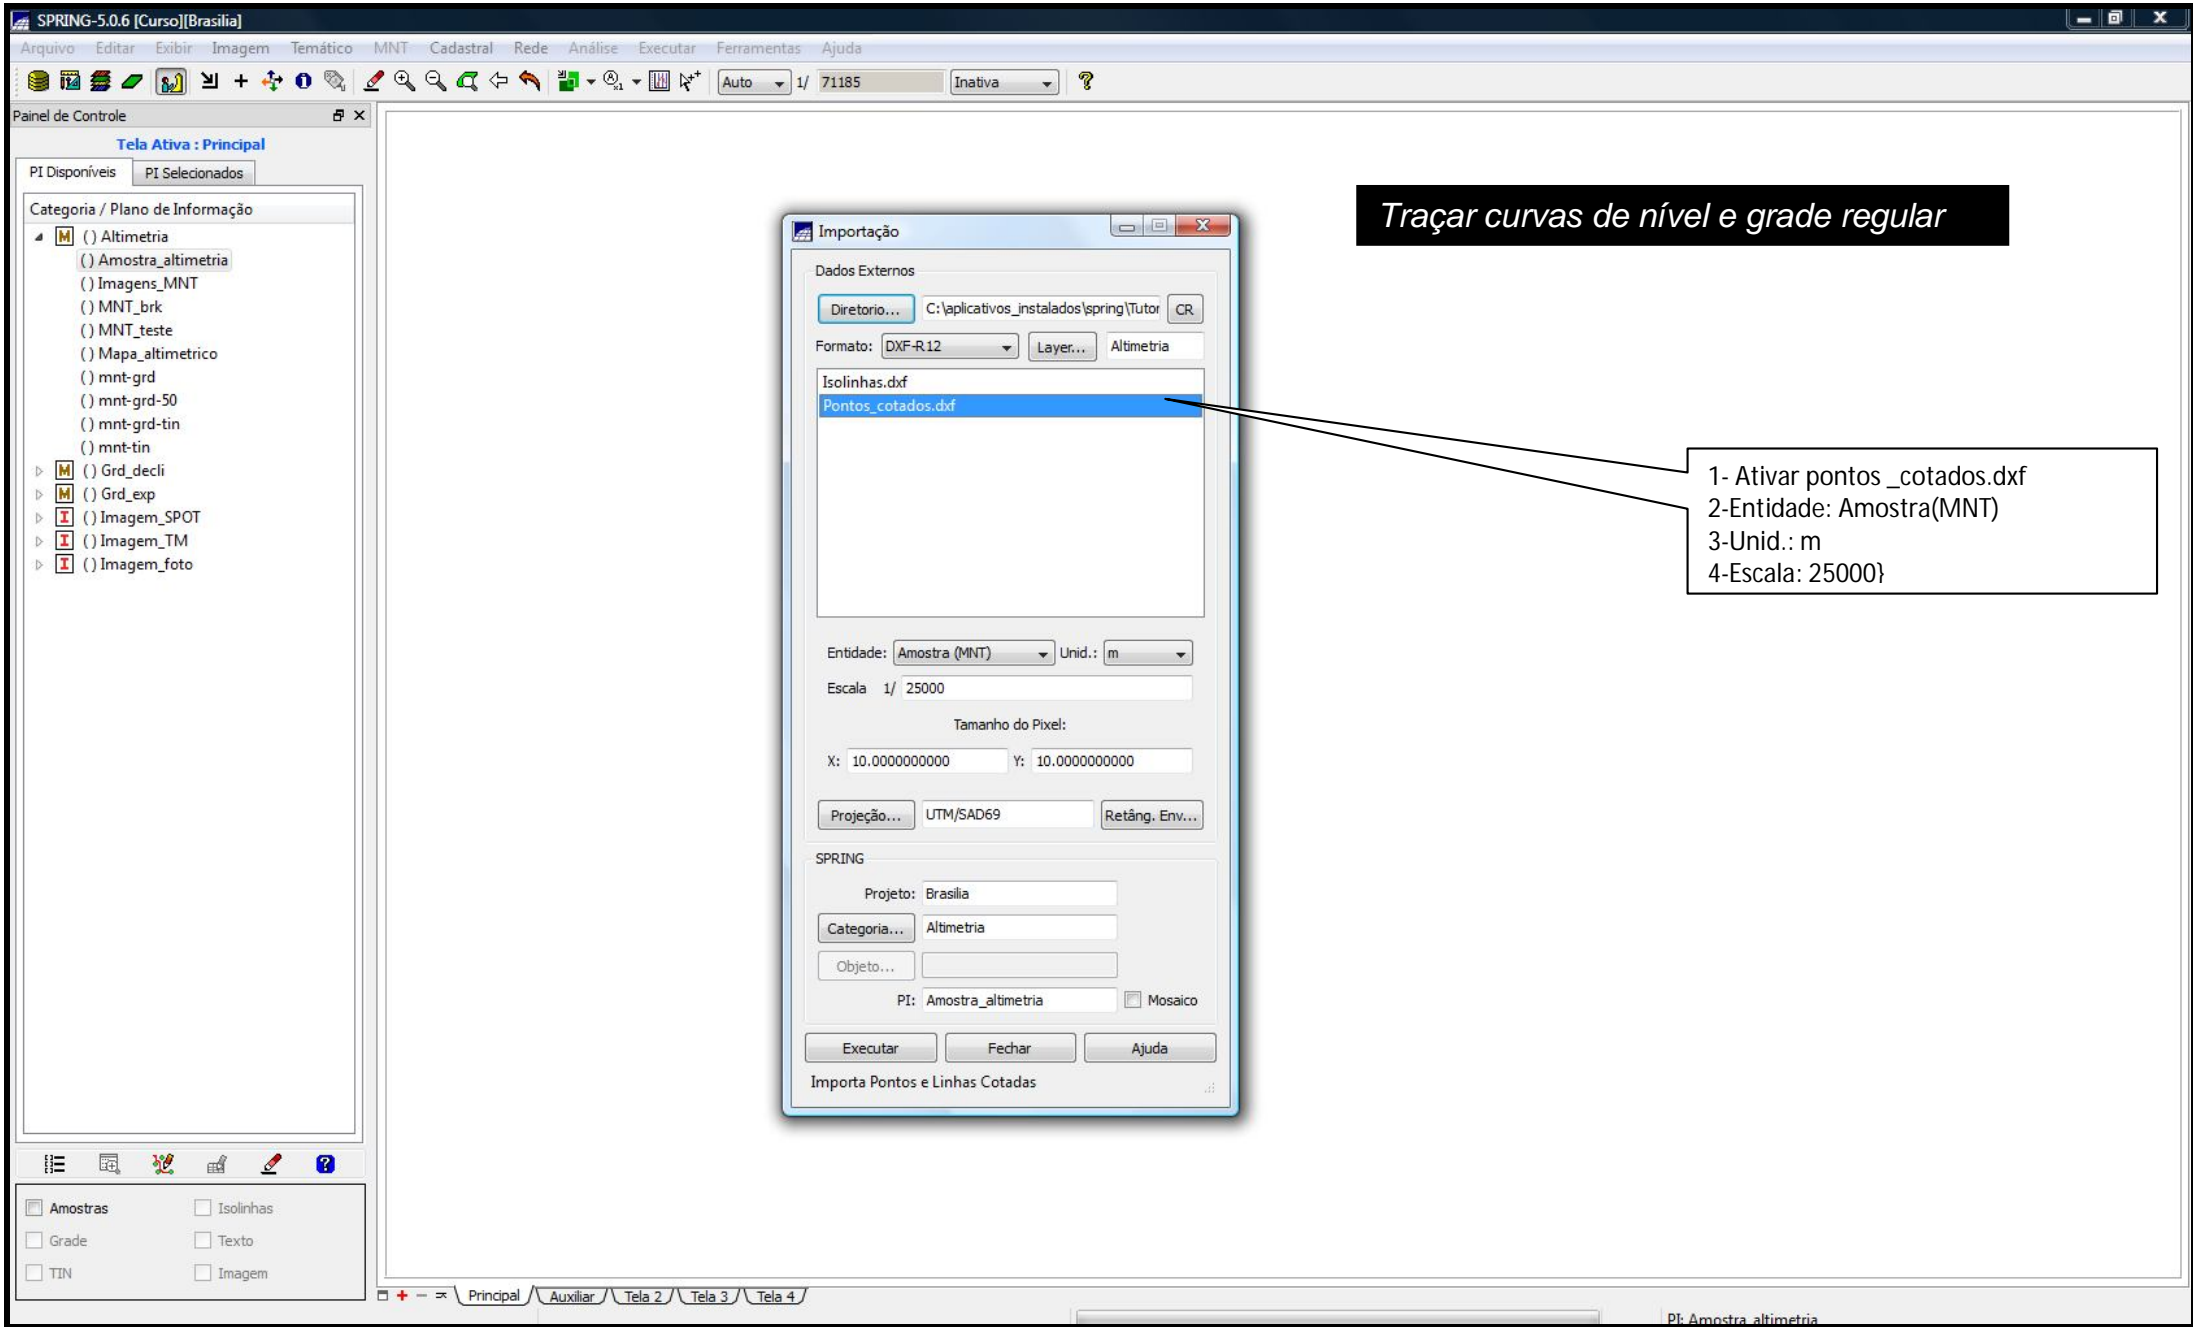 SPRING-5.0.6 [Curso][Brasilia]
Arquivo Editar Exibir Imagem Temático MNT Cadastral Rede Análise Executar Ferramentas Ajuda
Auto 1/ 71185 Inativa
Painel de Controle
Tela Ativa : Principal
PI Disponíveis PI Selecionados
Categoria / Plano de Informação
M () Altimetria
() Amostra_altimetria
() Imagens_MNT
() MNT_brk
() MNT_teste
() Mapa_altimetrico
() mnt-grd
() mnt-grd-50
() mnt-grd-tin
() mnt-tin
M () Grd_decli
M () Grd_exp
I () Imagem_SPOT
I () Imagem_TM
I () Imagem_foto
Amostras Isolinhas
Grade Texto
TIN Imagem
Importação
Dados Externos
Diretorio... C:\aplicativos_instalados\spring\Tutor CR
Formato: DXF-R12 Layer... Altimetria
Isolinhas.dxf
Pontos_cotados.dxf
Entidade: Amostra (MNT) Unid.: m
Escala 1/ 25000
Tamanho do Pixel:
X: 10.0000000000 Y: 10.0000000000
Projeção... UTM/SAD69 Retâng. Env...
SPRING
Projeto: Brasilia
Categoria... Altimetria
Objeto...
PI: Amostra_altimetria Mosaico
Executar Fechar Ajuda
Importa Pontos e Linhas Cotadas
Traçar curvas de nível e grade regular
1- Ativar pontos _cotados.dxf
2-Entidade: Amostra(MNT)
3-Unid.: m
4-Escala: 25000}
Principal Auxiliar Tela 2 Tela 3 Tela 4
PI: Amostra_altimetria